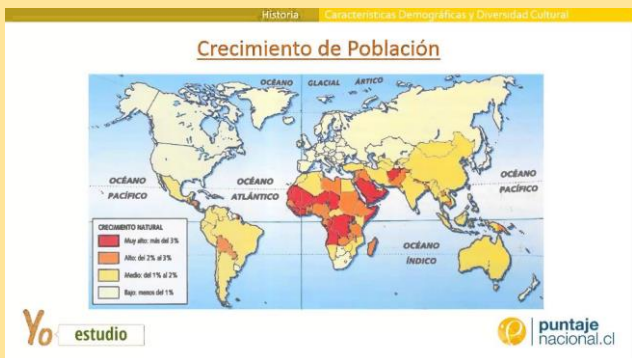 Historia
Características Demográficas y Diversidad Cultural
Crecimiento de Población
OCÉANO GLACIAL ÁRTICO
OCÉANO
PACÍFICO
OCÉANO
ATLÁNTICO
OCÉANO
PACÍFICO
OCÉANO
ÍNDICO
CRECIMIENTO NATURAL
Muy alto: más del 3%
Alto: del 2% al 3%
Medio: del 1% al 2%
Bajo: menos del 1%
Yo estudio
puntaje
nacional.cl